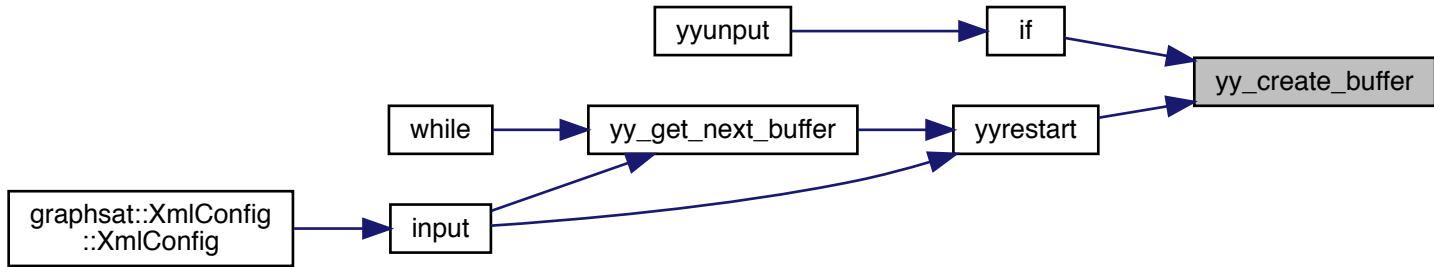 yyunput
if
yy_create_buffer
while
yy_get_next_buffer
yyrestart
graphsat::XmlConfig
::XmlConfig
input